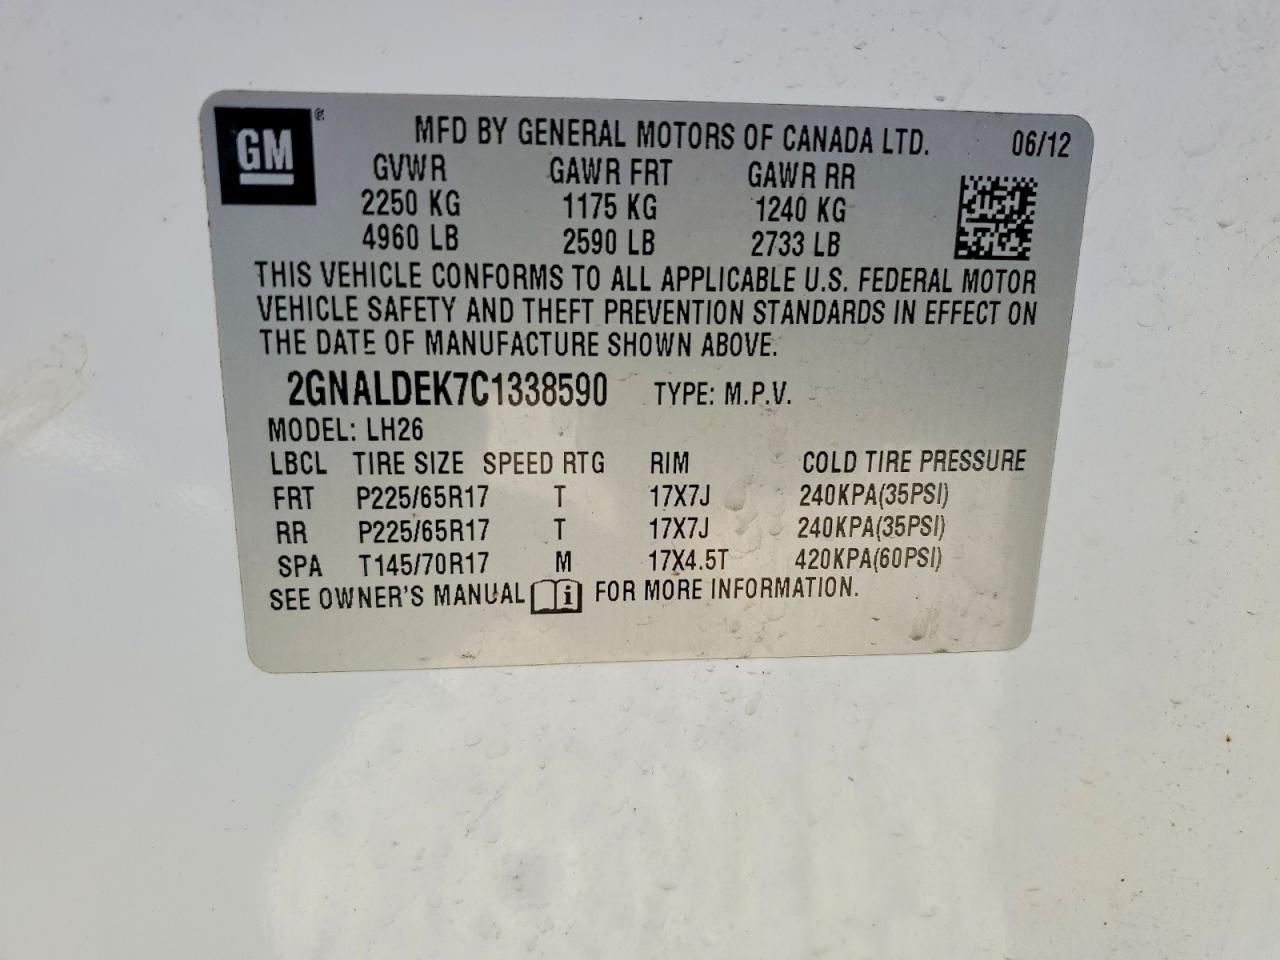 GM ®
MFD BY GENERAL MOTORS OF CANADA LTD. 06/12
GVWR GAWR FRT GAWR RR
2250 KG 1175 KG 1240 KG
4960 LB 2590 LB 2733 LB
THIS VEHICLE CONFORMS TO ALL APPLICABLE U.S. FEDERAL MOTOR
VEHICLE SAFETY AND THEFT PREVENTION STANDARDS IN EFFECT ON
THE DATE OF MANUFACTURE SHOWN ABOVE.
2GNALDEK7C1338590 TYPE: M.P.V.
MODEL: LH26
LBCL TIRE SIZE SPEED RTG RIM COLD TIRE PRESSURE
FRT P225/65R17 T 17X7J 240KPA(35PSI)
RR P225/65R17 T 17X7J 240KPA(35PSI)
SPA T145/70R17 M 17X4.5T 420KPA(60PSI)
SEE OWNER'S MANUAL i FOR MORE INFORMATION.